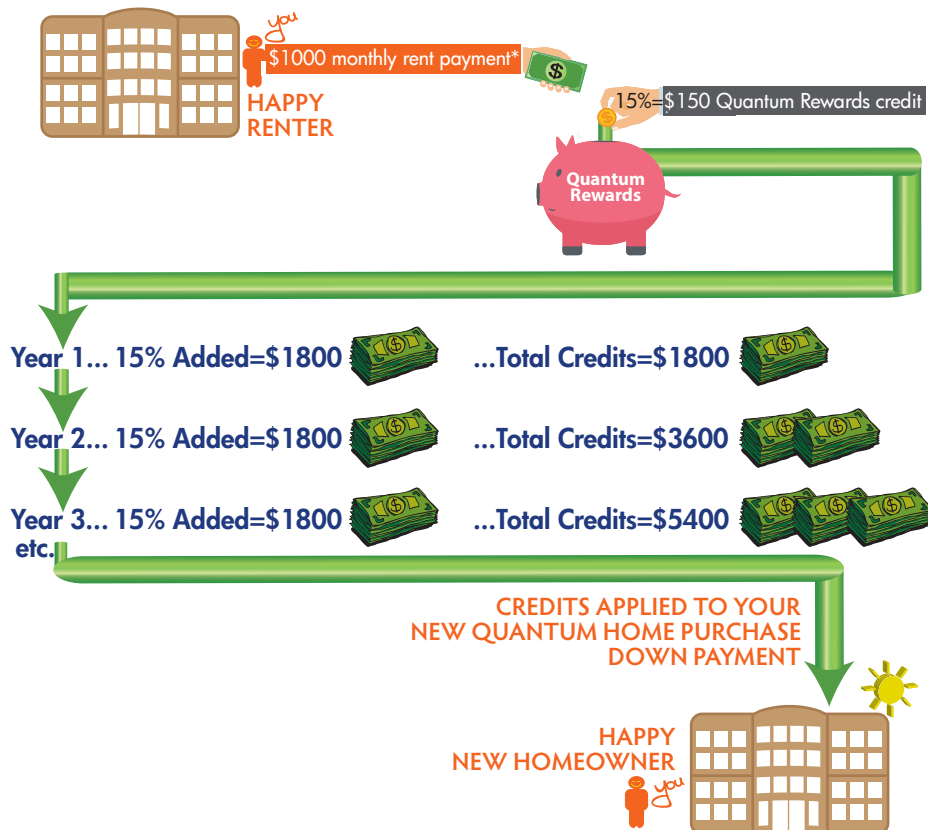 you
$1000 monthly rent payment*
HAPPY
RENTER
15%=$150 Quantum Rewards credit
Quantum
Rewards
Year 1... 15% Added=$1800 ...Total Credits=$1800
Year 2... 15% Added=$1800 ...Total Credits=$3600
Year 3... 15% Added=$1800 ...Total Credits=$5400
etc.
CREDITS APPLIED TO YOUR
NEW QUANTUM HOME PURCHASE
DOWN PAYMENT
HAPPY
NEW HOMEOWNER
you